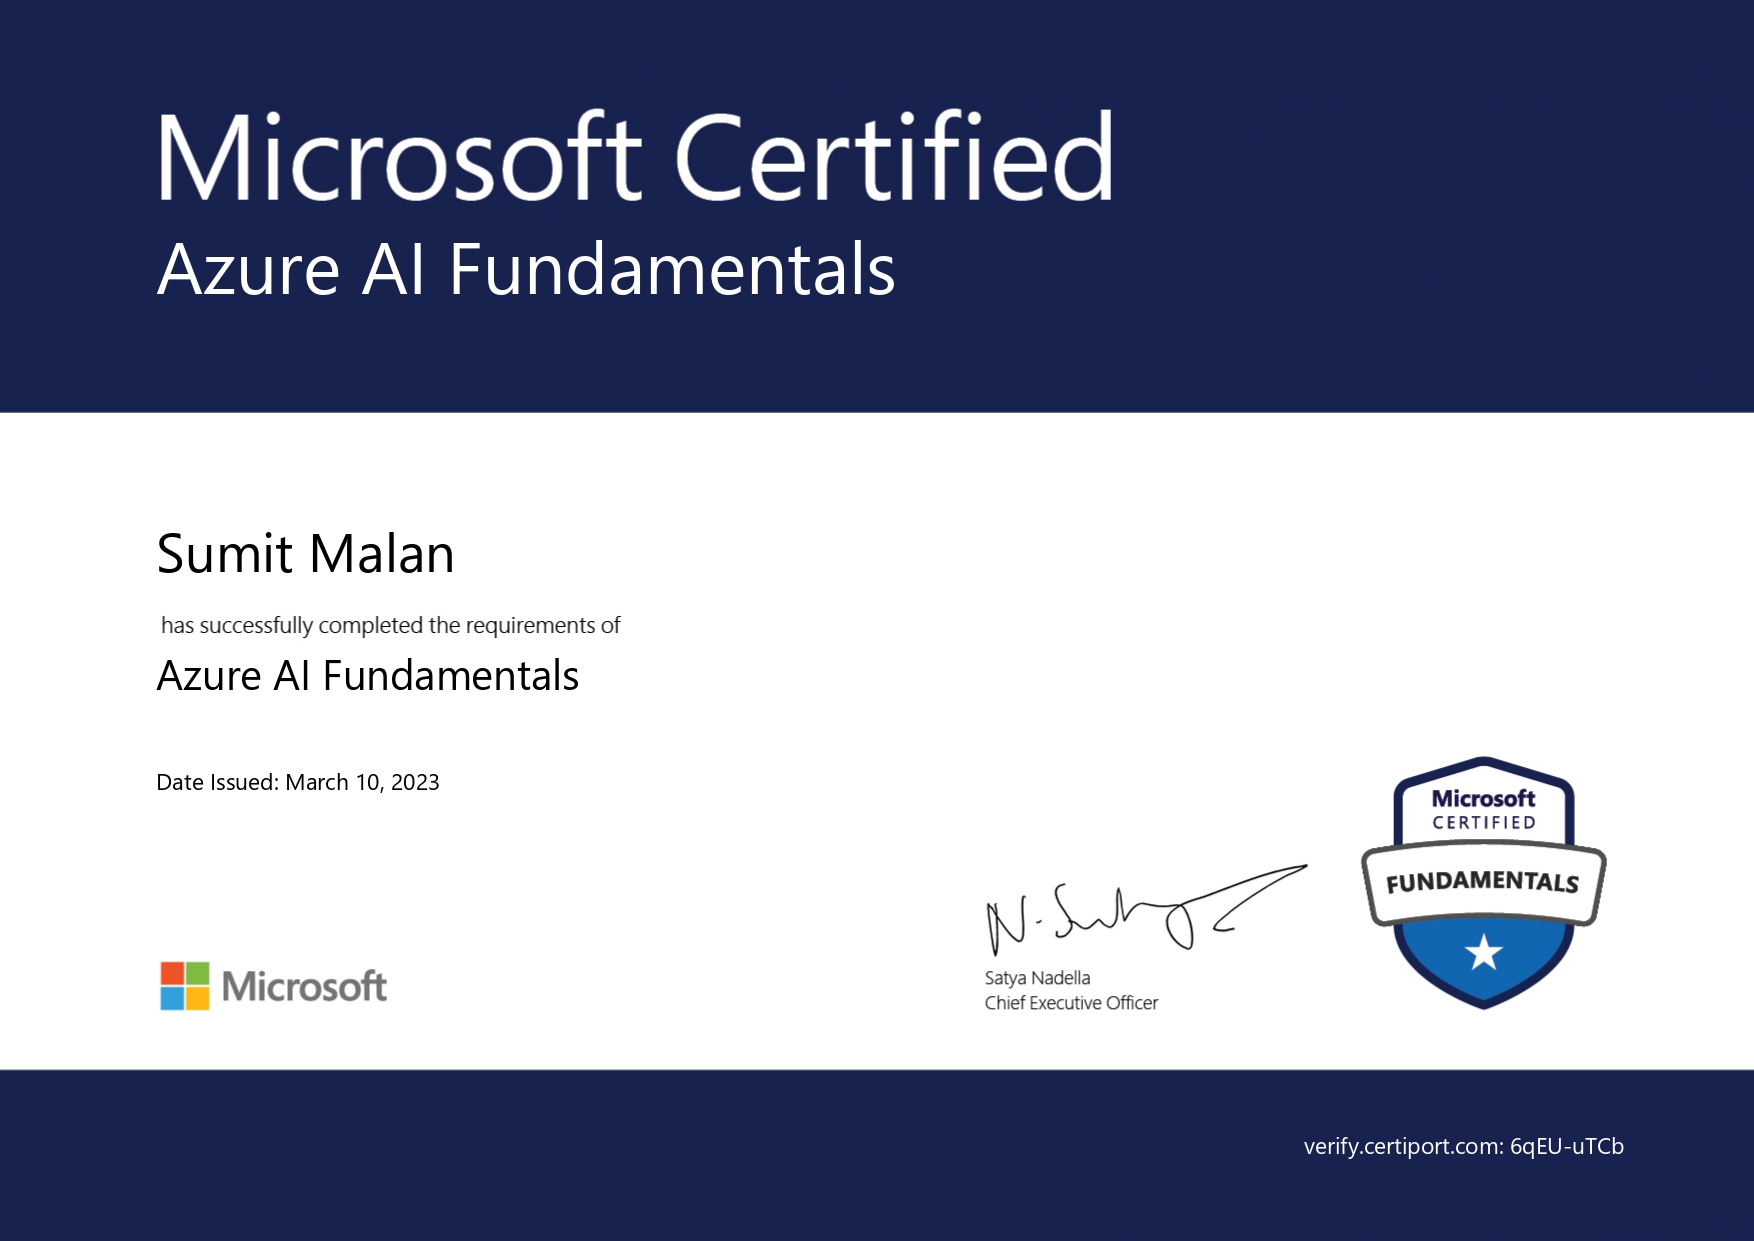 Microsoft Certified
Azure AI Fundamentals
Sumit Malan
has successfully completed the requirements of
Azure AI Fundamentals
Date Issued: March 10, 2023
Microsoft
CERTIFIED
FUNDAMENTALS
N. Satya
Satya Nadella
Chief Executive Officer
Microsoft
verify.certiport.com: 6qEU-uTCb